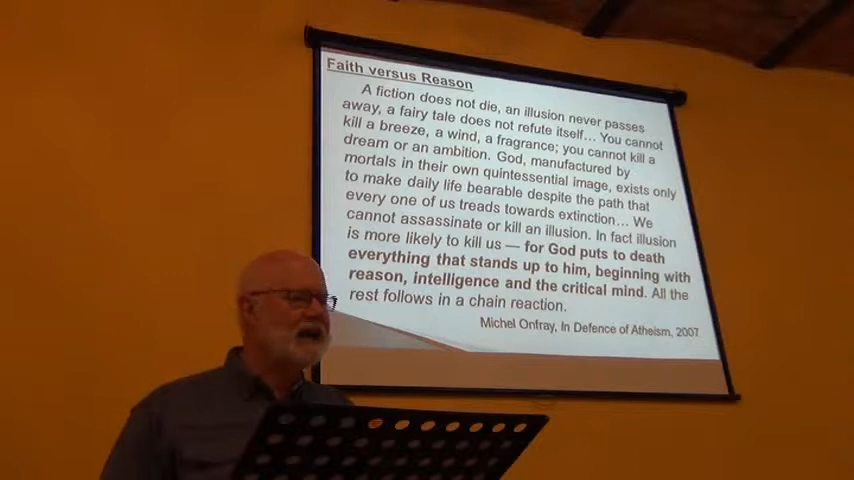 Faith versus Reason
A fiction does not die, an illusion never passes
away, a fairy tale does not refute itself... You cannot
kill a breeze, a wind, a fragrance; you cannot kill a
dream or an ambition. God, manufactured by
mortals in their own quintessential image, exists only
to make daily life bearable despite the path that
every one of us treads towards extinction... We
cannot assassinate or kill an illusion. In fact illusion
is more likely to kill us — for God puts to death
everything that stands up to him, beginning with
reason, intelligence and the critical mind. All the
rest follows in a chain reaction.
Michel Onfray, In Defence of Atheism, 2007